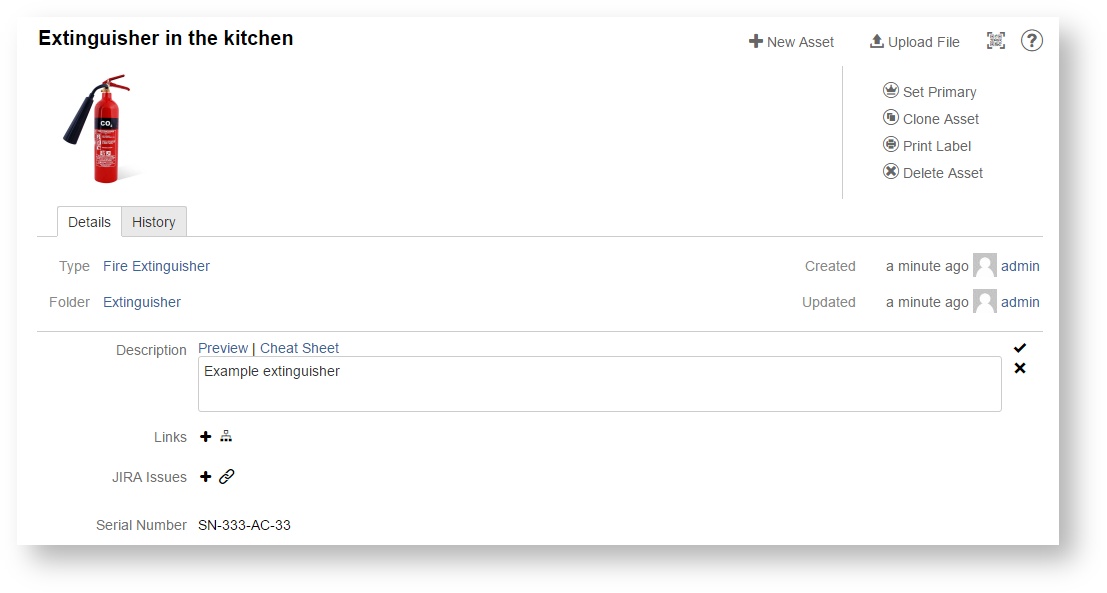 Extinguisher in the kitchen
New Asset
Upload File
?
CO2
Set Primary
Clone Asset
Print Label
Delete Asset
Details
History
Type Fire Extinguisher
Created a minute ago admin
Folder Extinguisher
Updated a minute ago admin
Description Preview | Cheat Sheet
Example extinguisher
Links
JIRA Issues
Serial Number SN-333-AC-33